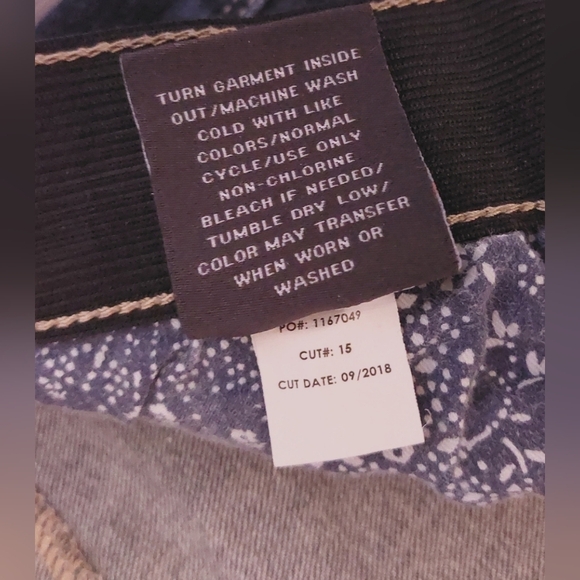 TURN GARMENT INSIDE
OUT/MACHINE WASH
COLD WITH LIKE
COLORS/NORMAL
CYCLE/USE ONLY
NON-CHLORINE
BLEACH IF NEEDED/
TUMBLE DRY LOW/
COLOR MAY TRANSFER
WHEN WORN OR
WASHED
PO#: 1167049
CUT#: 15
CUT DATE: 09/2018